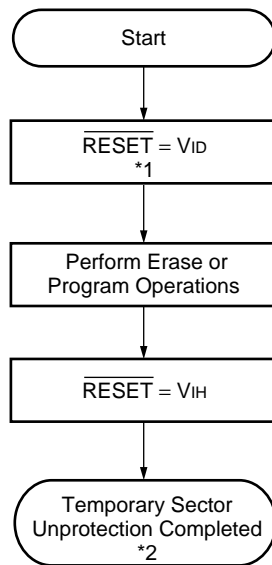 Start
RESET = VID
*1
Perform Erase or
Program Operations
RESET = VIH
Temporary Sector
Unprotection Completed
*2